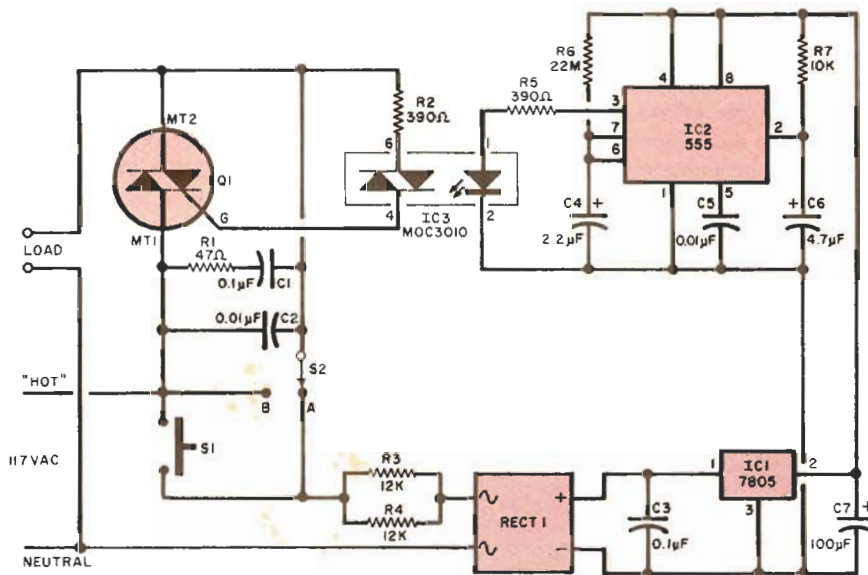 MT2
Q1
G
MT1
R1
47Ω
0.1µF
C1
0.01µF
C2
LOAD
"HOT"
117VAC
NEUTRAL
S1
S2
B
A
R2
390Ω
6
4
1
2
IC3
MOC3010
R5
390Ω
R6
22M
R7
10K
4
8
3
7
6
2
1
5
IC2
555
C4
+
2.2µF
C5
0.01µF
C6
+
4.7µF
R3
12K
R4
12K
RECT 1
+
−
C3
0.1µF
1
IC1
7805
2
3
C7
+
100µF